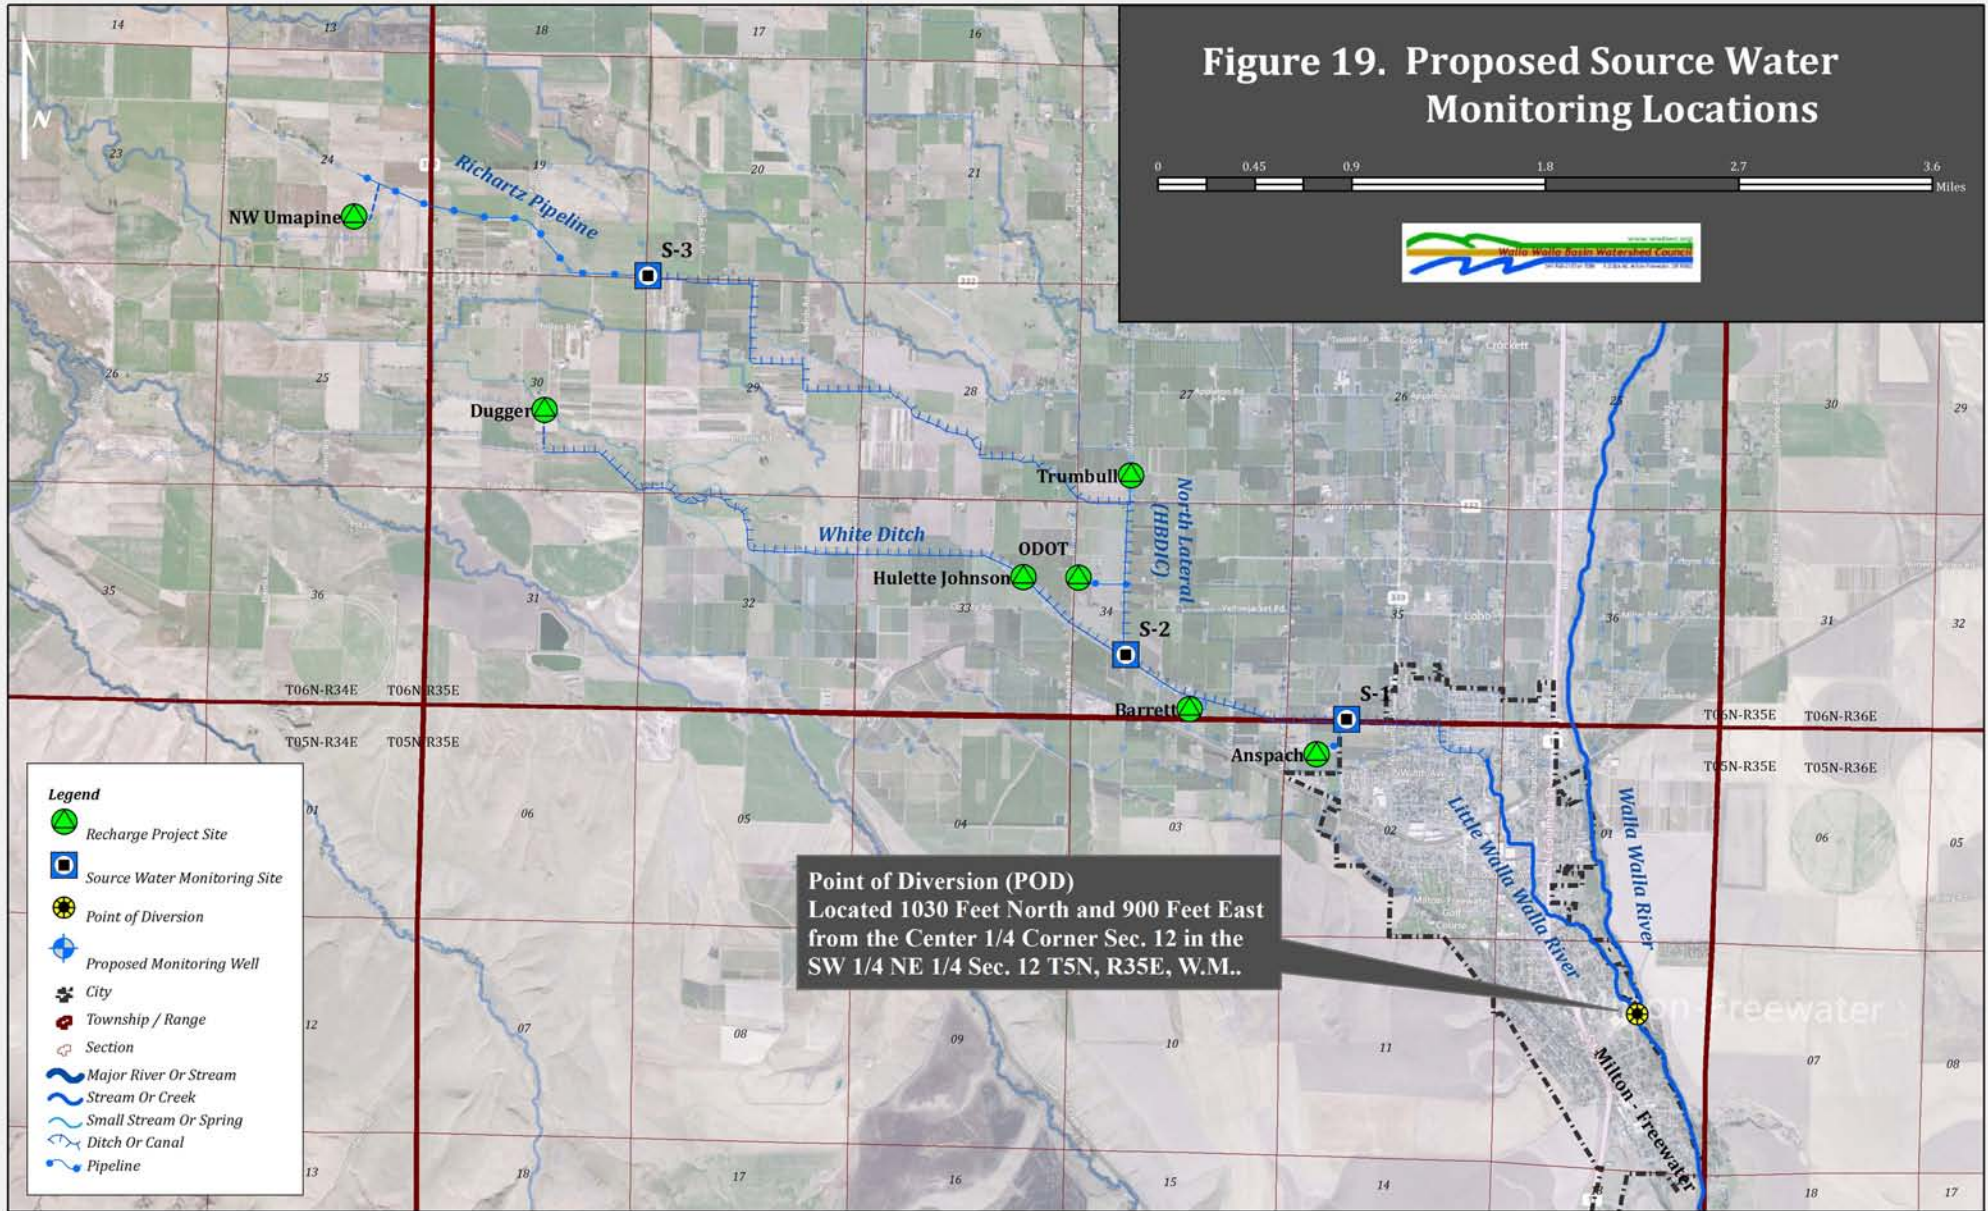 Figure 19. Proposed Source Water
Monitoring Locations
0 0.45 0.9 1.8 2.7 3.6
Miles
Walla Walla Basin Watershed Council
14 13 18 17 16
23 24 19 20 21
Richartz Pipeline
NW Umapine
S-3
332
26 25 30 29 28 27 26 25 30 29
Crockett
Dugger
Trumbull
North Lateral
(HBDIC)
White Ditch
ODOT
Hulette Johnson
35 36 31 32 33 34 35 36 31 32
S-2
T06N-R34E T06N-R35E
T05N-R34E T05N-R35E
Barrett
S-1
T06N-R35E T06N-R36E
T05N-R35E T05N-R36E
Anspach
01 06 05 04 03 02 01 06 05
Little Walla Walla River
Walla Walla River
Milton-Freewater
Golf
Course
Point of Diversion (POD)
Located 1030 Feet North and 900 Feet East
from the Center 1/4 Corner Sec. 12 in the
SW 1/4 NE 1/4 Sec. 12 T5N, R35E, W.M..
12 07 08 09 10 11 07 08
Milton - Freewater
13 18 17 16 15 14 18 17
Legend
Recharge Project Site
Source Water Monitoring Site
Point of Diversion
Proposed Monitoring Well
City
Township / Range
Section
Major River Or Stream
Stream Or Creek
Small Stream Or Spring
Ditch Or Canal
Pipeline
N